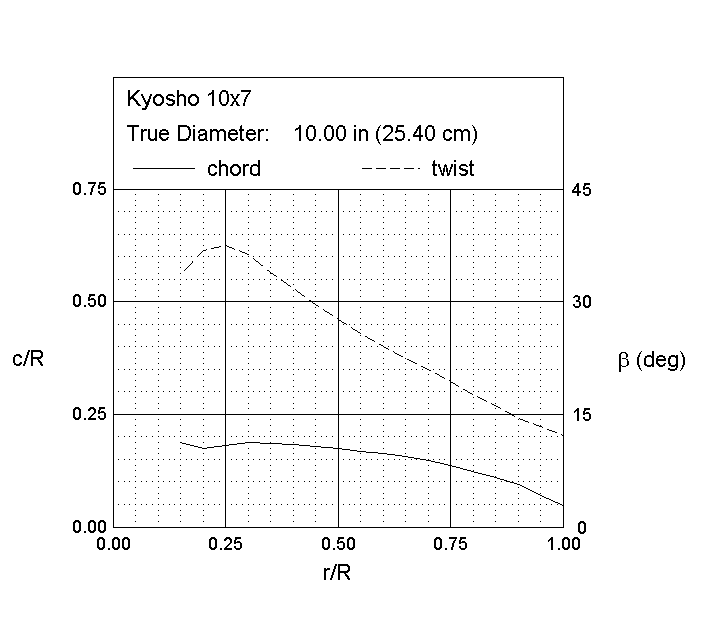 Kyosho 10x7
True Diameter: 10.00 in (25.40 cm)
chord twist
0.75 45
0.50 30
c/R β (deg)
0.25 15
0.00 0
0.00 0.25 0.50 0.75 1.00
r/R